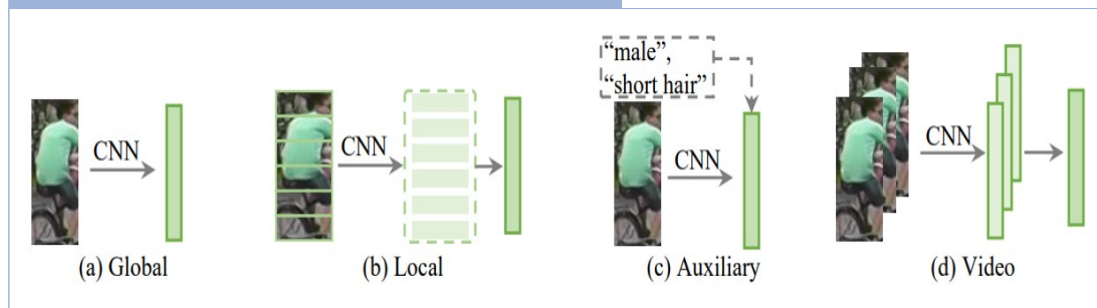 “male”,
“short hair”
CNN
CNN
CNN
CNN
(a) Global
(b) Local
(c) Auxiliary
(d) Video